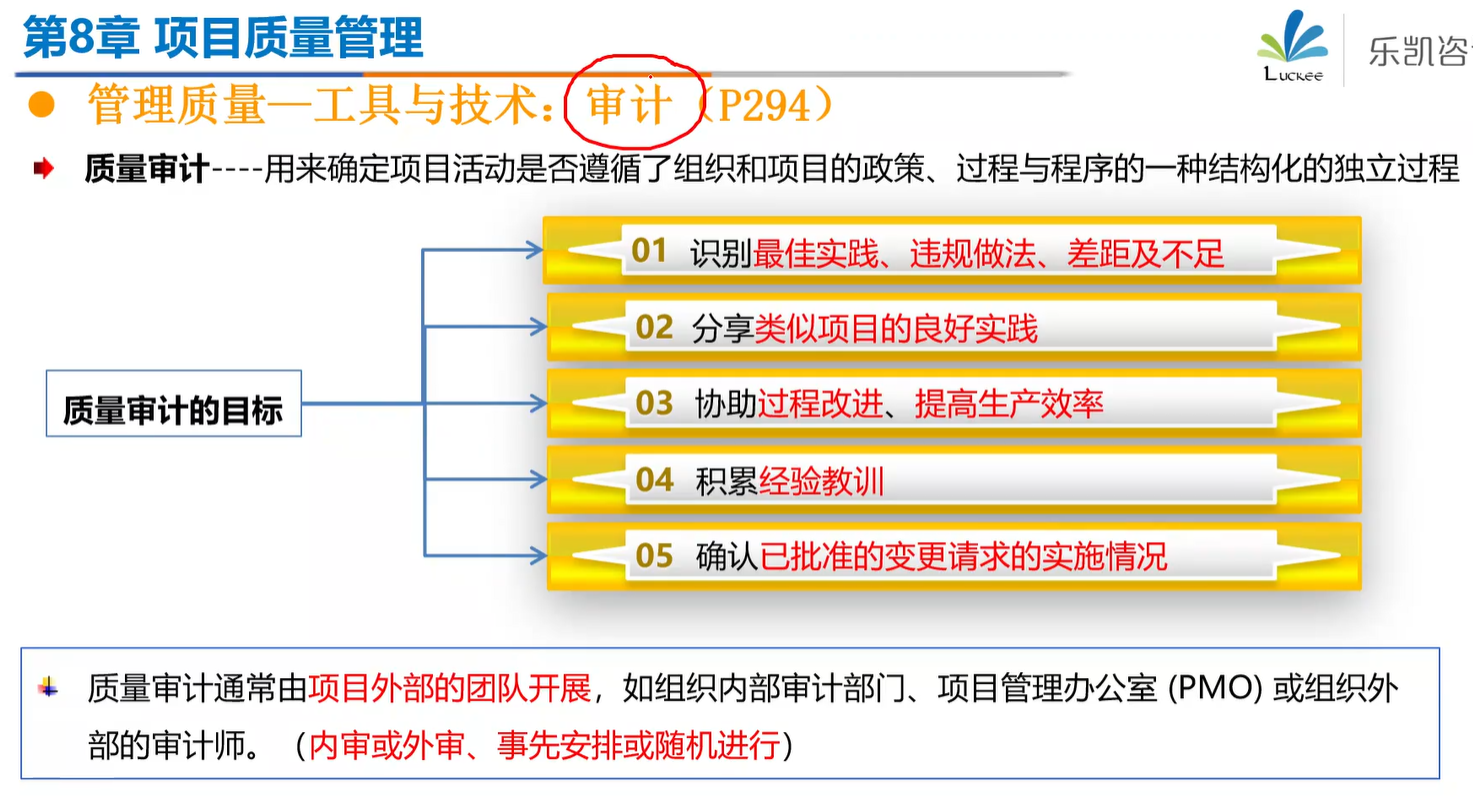 第8章 项目质量管理
LUCKEE
乐凯咨
管理质量—工具与技术：审计（P294）
质量审计----用来确定项目活动是否遵循了组织和项目的政策、过程与程序的一种结构化的独立过程
01 识别最佳实践、违规做法、差距及不足
02 分享类似项目的良好实践
03 协助过程改进、提高生产效率
04 积累经验教训
05 确认已批准的变更请求的实施情况
质量审计的目标
质量审计通常由项目外部的团队开展，如组织内部审计部门、项目管理办公室 (PMO) 或组织外
部的审计师。（内审或外审、事先安排或随机进行）